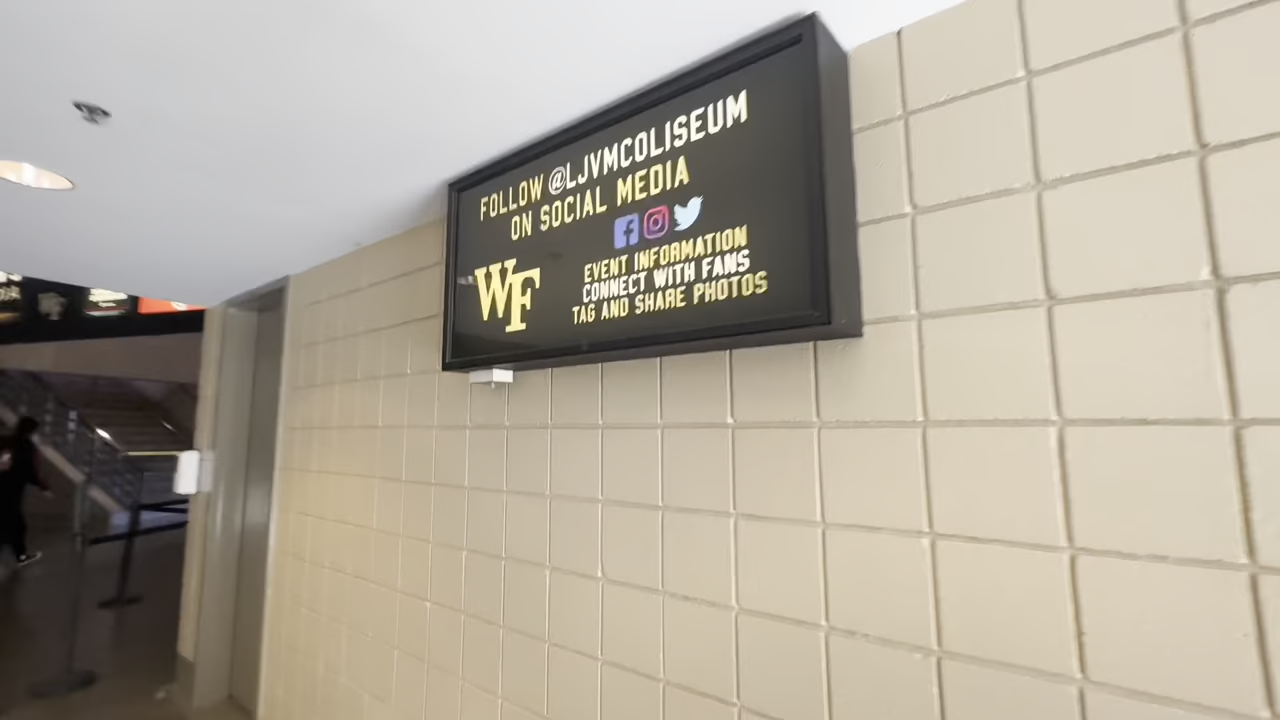 FOLLOW @LJVMCOLISEUM
ON SOCIAL MEDIA
WF
EVENT INFORMATION
CONNECT WITH FANS
TAG AND SHARE PHOTOS